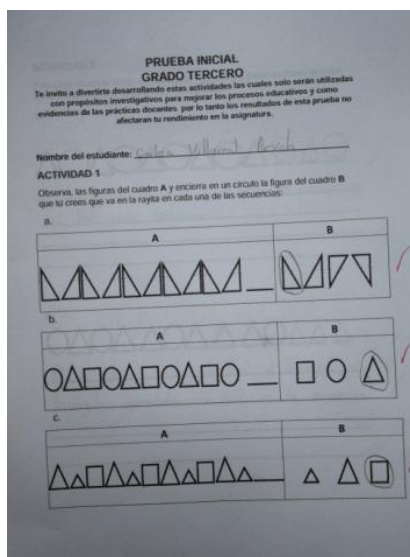 PRUEBA INICIAL
GRADO TERCERO
Te invito a divertirte desarrollando estas actividades las cuales solo serán utilizadas
con propósitos investigativos para mejorar los procesos educativos y como
evidencias de las prácticas docentes por lo tanto los resultados de esta prueba no
afectaran tu rendimiento en la asignatura.
Nombre del estudiante: Villarreal
ACTIVIDAD 1
Observa, las figuras del cuadro A y encierra en un círculo la figura del cuadro B
que tú crees que va en la rayita en cada una de las secuencias:
a.
A B
b.
A B
c.
A B